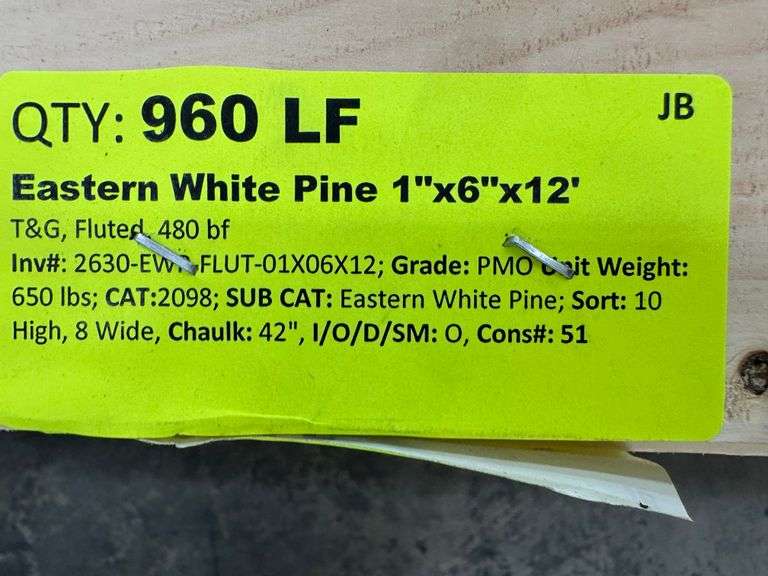 QTY: 960 LF
JB
Eastern White Pine 1"x6"x12'
T&G, Fluted, 480 bf
Inv#: 2630-EWP-FLUT-01X06X12; Grade: PMO Unit Weight:
650 lbs; CAT:2098; SUB CAT: Eastern White Pine; Sort: 10
High, 8 Wide, Chaulk: 42", I/O/D/SM: O, Cons#: 51